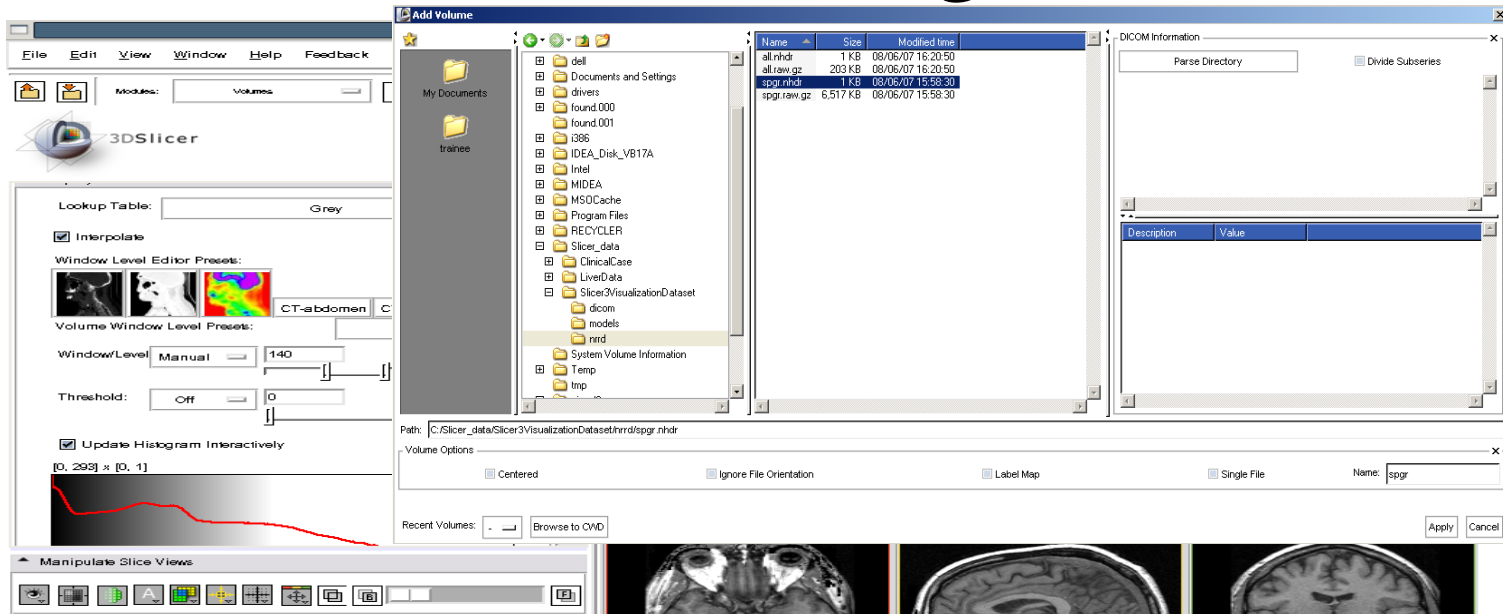 Add Volume
File Edit View Window Help Feedback
Modules: Volumes
3DSlicer
Lookup Table: Grey
Interpolate
Window Level Editor Presets:
CT-abdomen
Volume Window Level Presets:
Window/Level Manual 140
Threshold: Off 0
Update Histogram Interactively
[0, 293] x [0, 1]
Manipulate Slice Views
My Documents
trainee
dell
Documents and Settings
drivers
found.000
found.001
i386
IDEA_Disk_VB17A
Intel
MIDEA
MSOCache
Program Files
RECYCLER
Slicer_data
ClinicalCase
LiverData
Slicer3VisualizationDataset
dicom
models
nrrd
System Volume Information
Temp
tmp
Name Size Modified time
all.nhdr 1 KB 08/06/07 16:20:50
all.raw.gz 203 KB 08/06/07 16:20:50
spgr.nhdr 1 KB 08/06/07 15:58:30
spgr.raw.gz 6,517 KB 08/06/07 15:58:30
DICOM Information
Parse Directory Divide Subseries
Description Value
Path: C:/Slicer_data/Slicer3VisualizationDataset/nrrd/spgr.nhdr
Volume Options
Centered Ignore File Orientation Label Map Single File Name: spgr
Recent Volumes: - Browse to CWD Apply Cancel